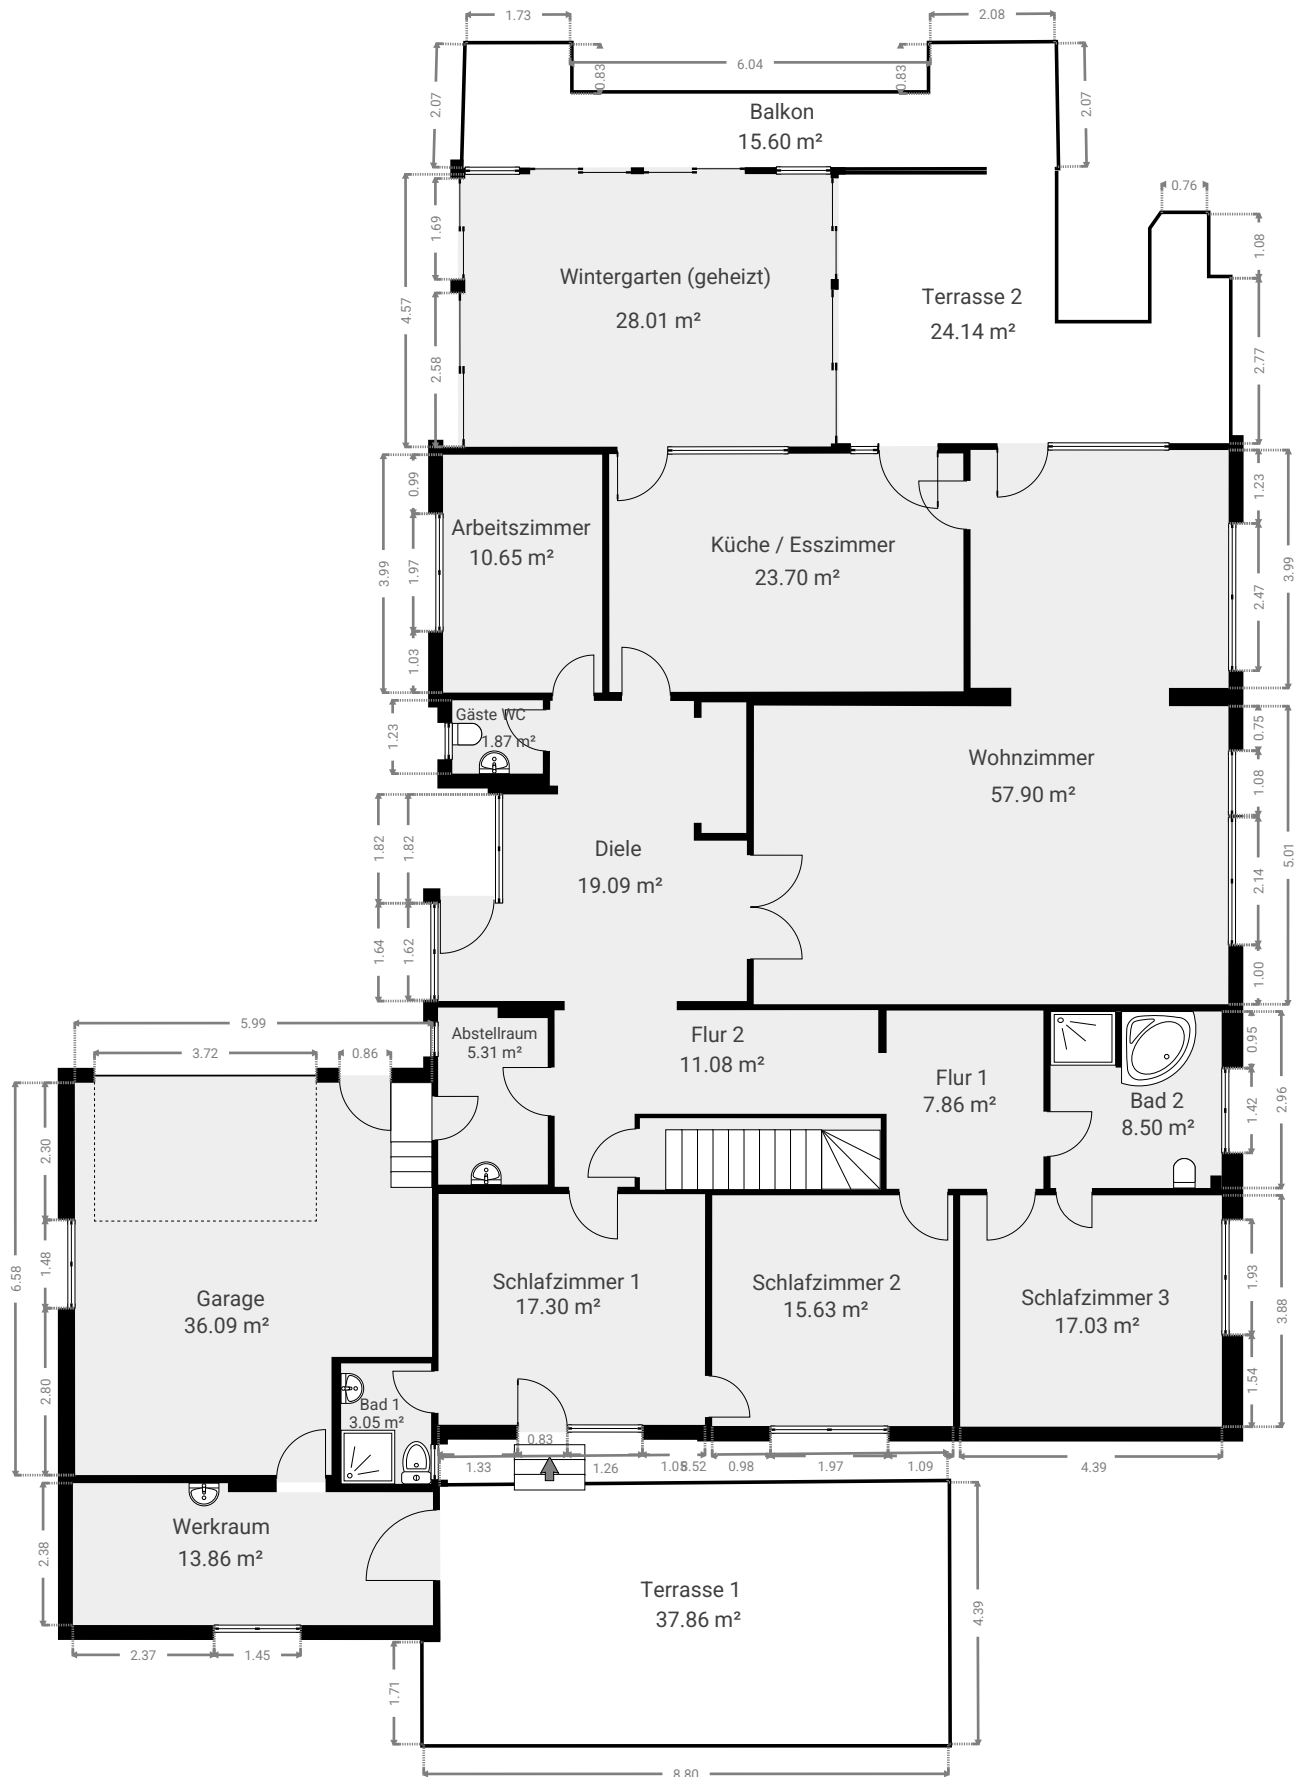 1.73
2.08
6.04
0.83
0.83
2.07
2.07
Balkon
15.60 m²
0.76
1.69
1.08
Wintergarten (geheizt)
28.01 m²
Terrasse 2
24.14 m²
4.57
2.58
2.77
0.99
1.23
Arbeitszimmer
10.65 m²
Küche / Esszimmer
23.70 m²
3.99
1.97
2.47
3.99
1.03
Gäste WC
1.87 m²
1.23
0.75
Wohnzimmer
57.90 m²
1.08
5.01
Diele
19.09 m²
1.82
1.82
2.14
1.64
1.62
1.00
5.99
Abstellraum
5.31 m²
Flur 2
11.08 m²
0.95
3.72
0.86
Flur 1
7.86 m²
Bad 2
8.50 m²
1.42
2.96
2.30
1.48
6.58
Schlafzimmer 1
17.30 m²
Schlafzimmer 2
15.63 m²
Schlafzimmer 3
17.03 m²
1.93
3.88
Garage
36.09 m²
2.80
1.54
Bad 1
3.05 m²
0.83
1.33
1.26
0.98
1.97
1.09
4.39
Werkraum
13.86 m²
2.38
Terrasse 1
37.86 m²
4.39
2.37
1.45
1.71
8.80